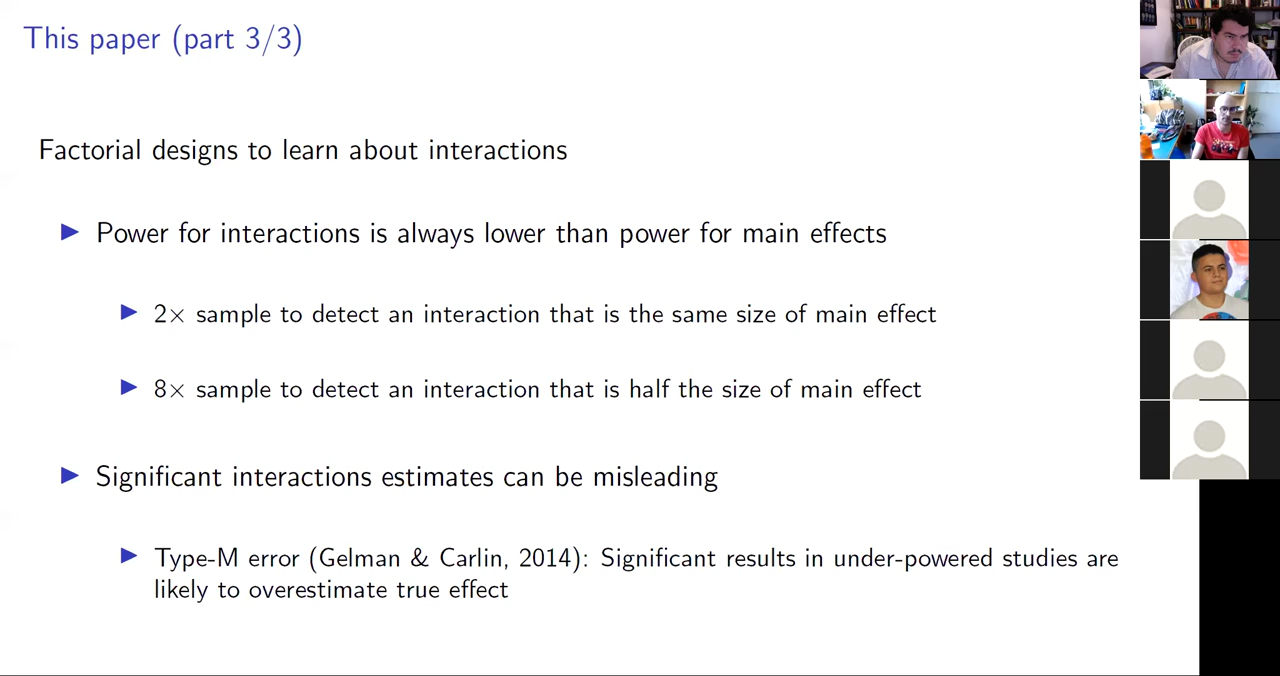 This paper (part 3/3)
Factorial designs to learn about interactions
Power for interactions is always lower than power for main effects
2× sample to detect an interaction that is the same size of main effect
8× sample to detect an interaction that is half the size of main effect
Significant interactions estimates can be misleading
Type-M error (Gelman & Carlin, 2014): Significant results in under-powered studies are
likely to overestimate true effect